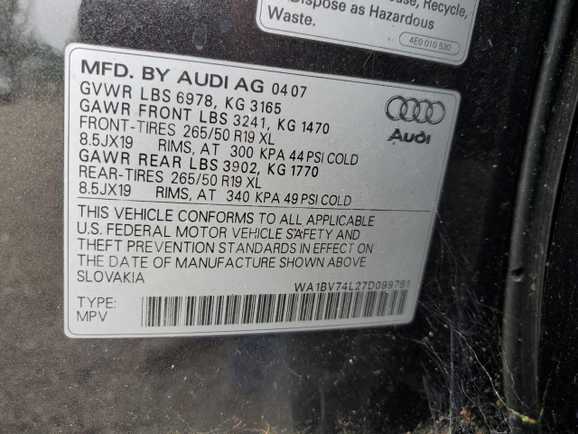 use, Recycle,
Dispose as Hazardous
Waste.
4E0 010 530
MFD. BY AUDI AG 04 07
GVWR LBS 6978, KG 3165
GAWR FRONT LBS 3241, KG 1470
FRONT-TIRES 265/50 R19 XL
8.5JX19 RIMS, AT 300 KPA 44 PSI COLD
GAWR REAR LBS 3902, KG 1770
REAR-TIRES 265/50 R19 XL
8.5JX19 RIMS, AT 340 KPA 49 PSI COLD
Audi
THIS VEHICLE CONFORMS TO ALL APPLICABLE
U.S. FEDERAL MOTOR VEHICLE SAFETY AND
THEFT PREVENTION STANDARDS IN EFFECT ON
THE DATE OF MANUFACTURE SHOWN ABOVE.
SLOVAKIA
WA1BV74L27D099761
TYPE:
MPV